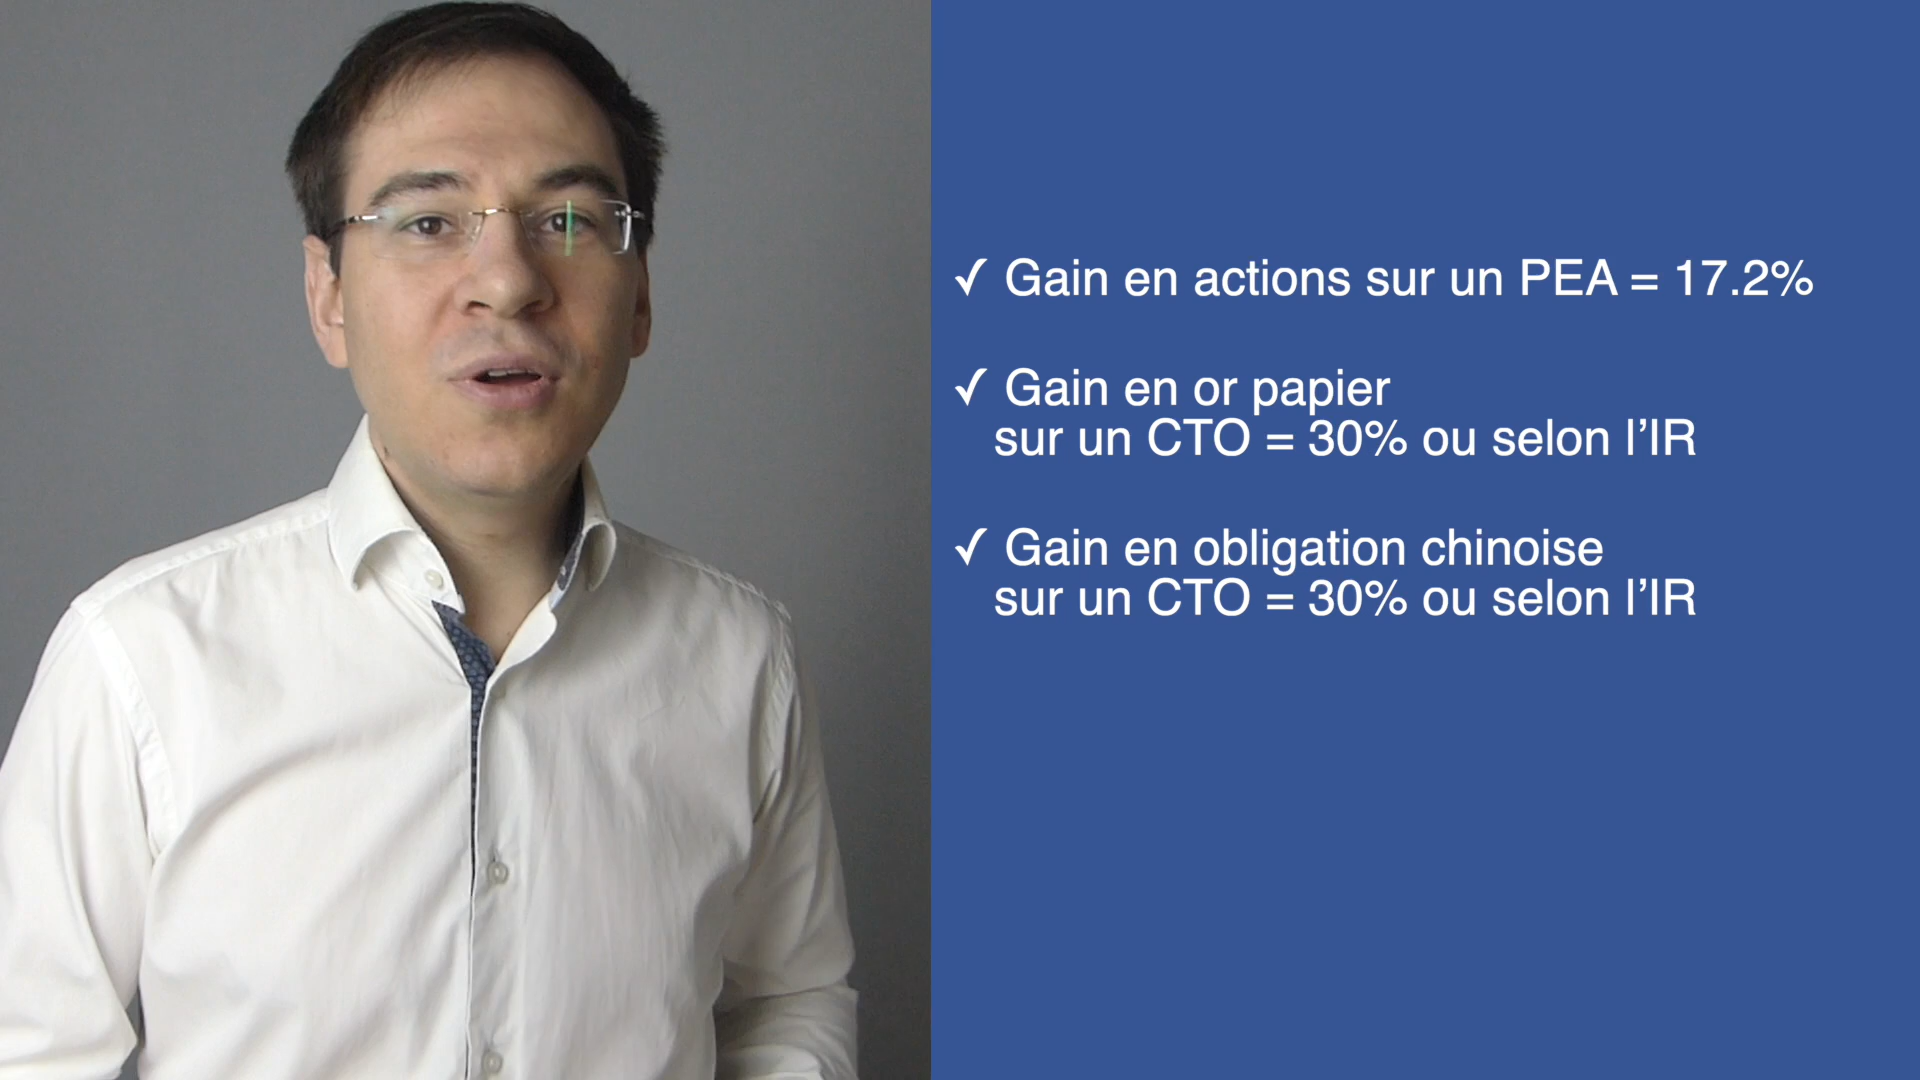 ✓ Gain en actions sur un PEA = 17.2%
✓ Gain en or papier
sur un CTO = 30% ou selon l’IR
✓ Gain en obligation chinoise
sur un CTO = 30% ou selon l’IR